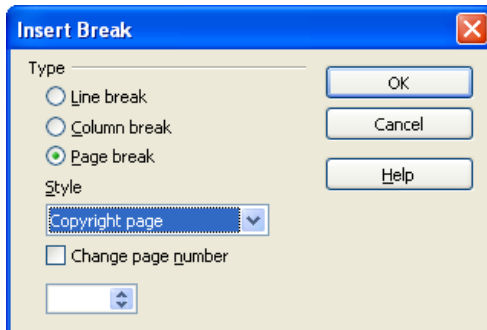 Insert Break
Type
Line break
Column break
Page break
Style
Copyright page
Change page number
OK
Cancel
Help